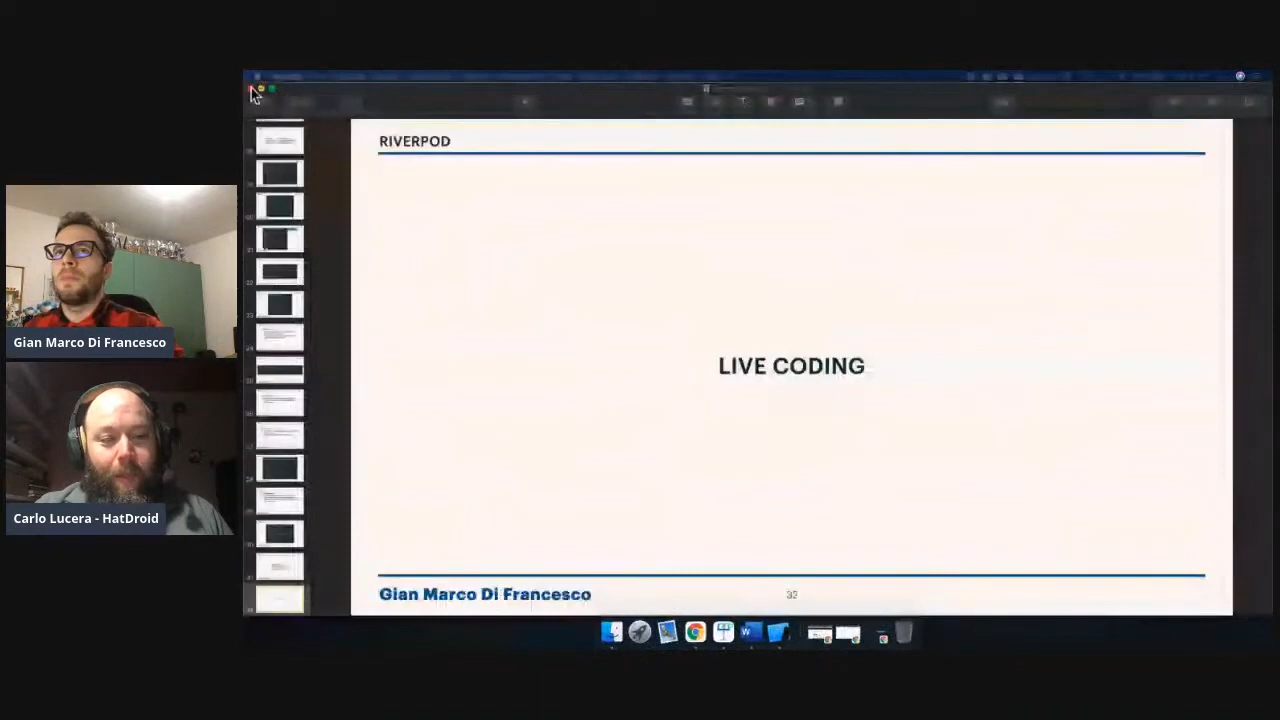 RIVERPOD
LIVE CODING
Gian Marco Di Francesco
32
Gian Marco Di Francesco
Carlo Lucera - HatDroid